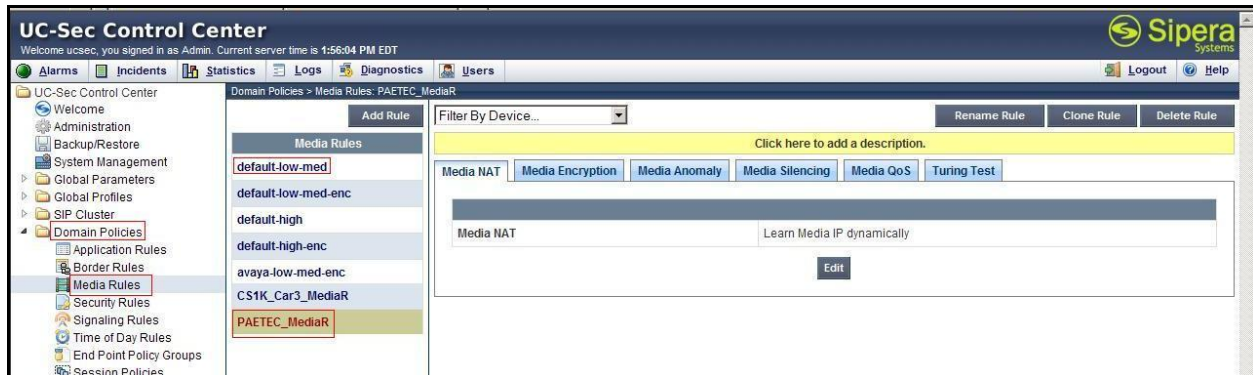 UC-Sec Control Center
Welcome ucsec, you signed in as Admin. Current server time is 1:56:04 PM EDT
Sipera
Systems
Alarms Incidents Statistics Logs Diagnostics Users Logout Help
UC-Sec Control Center
Welcome
Administration
Backup/Restore
System Management
Global Parameters
Global Profiles
SIP Cluster
Domain Policies
Application Rules
Border Rules
Media Rules
Security Rules
Signaling Rules
Time of Day Rules
End Point Policy Groups
Session Policies
Domain Policies > Media Rules: PAETEC_MediaR
Add Rule
Media Rules
default-low-med
default-low-med-enc
default-high
default-high-enc
avaya-low-med-enc
CS1K_Car3_MediaR
PAETEC_MediaR
Filter By Device...
Rename Rule Clone Rule Delete Rule
Click here to add a description.
Media NAT Media Encryption Media Anomaly Media Silencing Media QoS Turing Test
Media NAT Learn Media IP dynamically
Edit